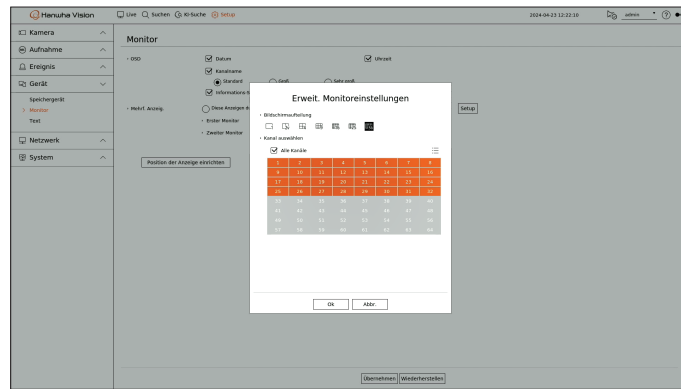 Hanwha Vision
Live Suchen KI-Suche Setup
2024-04-23 12:22:10
admin
Kamera
Aufnahme
Ereignis
Gerät
Speichergerät
> Monitor
Text
Netzwerk
System
Monitor
OSD
Datum
Uhrzeit
Kanalname
Standard Groß Sehr groß
Informations-S
Mehrf. Anzeig.
Diese Anzeigen d
Setup
Erster Monitor
Zweiter Monitor
Position der Anzeige einrichten
Erweit. Monitoreinstellungen
Bildschirmaufteilung
Kanal auswählen
Alle Kanäle
1 2 3 4 5 6 7 8
9 10 11 12 13 14 15 16
17 18 19 20 21 22 23 24
25 26 27 28 29 30 31 32
33 34 35 36 37 38 39 40
41 42 43 44 45 46 47 48
49 50 51 52 53 54 55 56
57 58 59 60 61 62 63 64
Ok Abbr.
Übernehmen Wiederherstellen